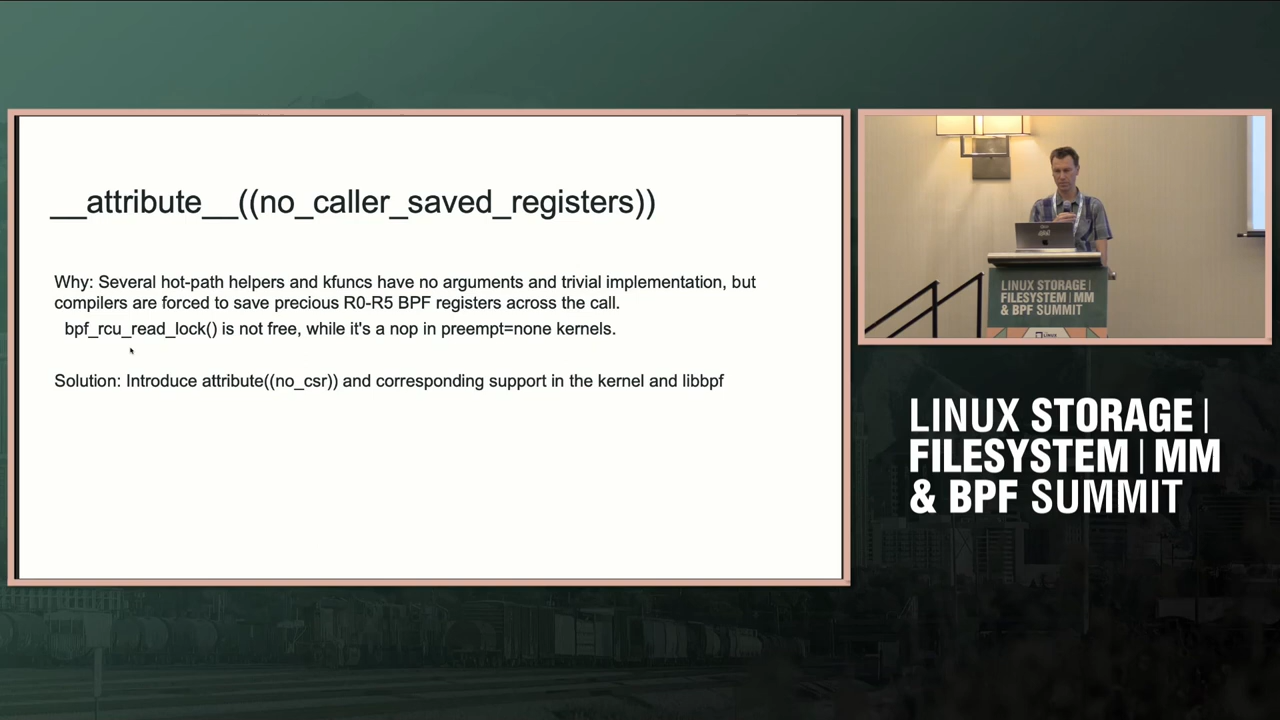 __attribute__((no_caller_saved_registers))
Why: Several hot-path helpers and kfuncs have no arguments and trivial implementation, but
compilers are forced to save precious R0-R5 BPF registers across the call.
bpf_rcu_read_lock() is not free, while it's a nop in preempt=none kernels.
Solution: Introduce attribute((no_csr)) and corresponding support in the kernel and libbpf
LINUX STORAGE|
FILESYSTEM|MM
& BPF SUMMIT
LINUX STORAGE|
FILESYSTEM|MM
& BPF SUMMIT